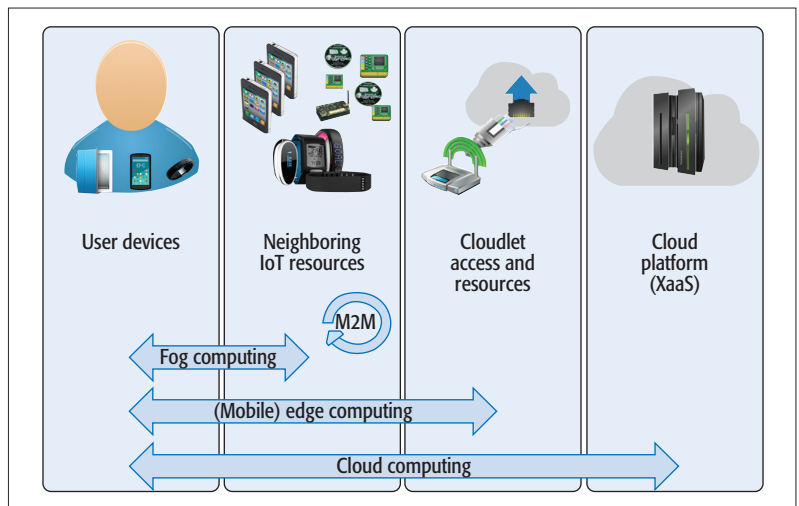 User devices
Neighboring
IoT resources
Cloudlet
access and
resources
Cloud
platform
(XaaS)
M2M
Fog computing
(Mobile) edge computing
Cloud computing